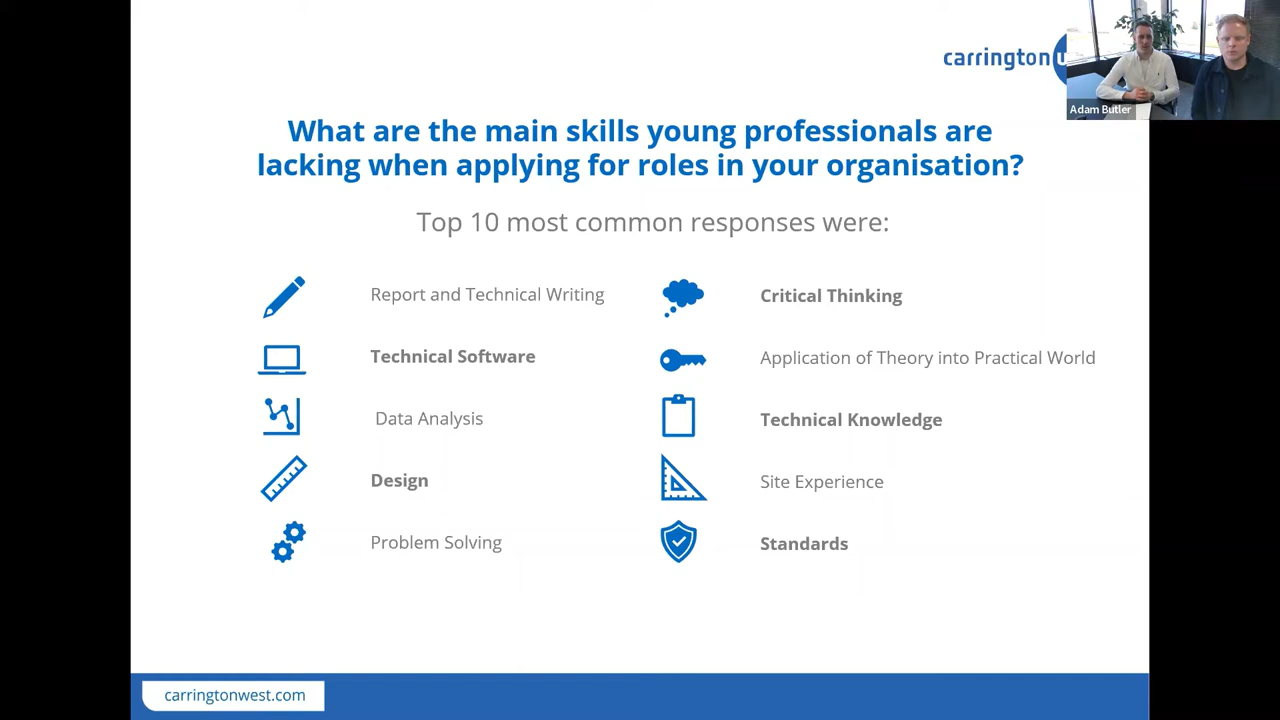 carrington
Adam Butler
What are the main skills young professionals are
lacking when applying for roles in your organisation?
Top 10 most common responses were:
Report and Technical Writing
Technical Software
Data Analysis
Design
Problem Solving
Critical Thinking
Application of Theory into Practical World
Technical Knowledge
Site Experience
Standards
carringtonwest.com